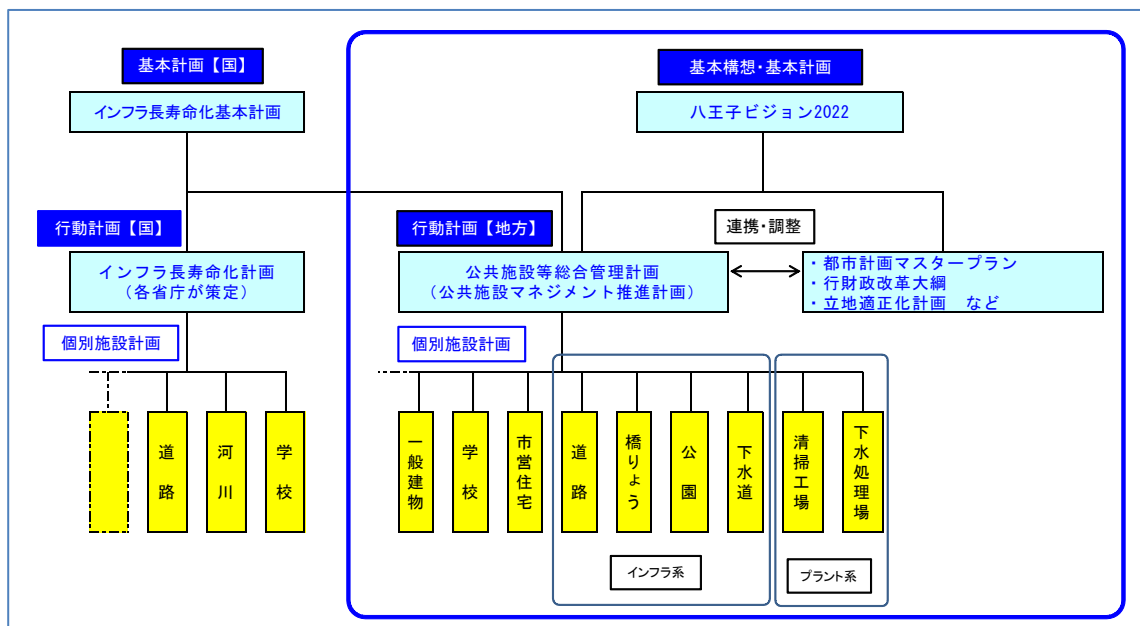 基本計画【国】
基本構想・基本計画
インフラ長寿命化基本計画
八王子ビジョン2022
行動計画【国】
行動計画【地方】
連携・調整
インフラ長寿命化計画
(各省庁が策定)
公共施設等総合管理計画
(公共施設マネジメント推進計画)
・都市計画マスタープラン
・行財政改革大綱
・立地適正化計画 など
個別施設計画
個別施設計画
道路
河川
学校
一般建物
学校
市営住宅
道路
橋りょう
公園
下水道
清掃工場
下水処理場
インフラ系
プラント系